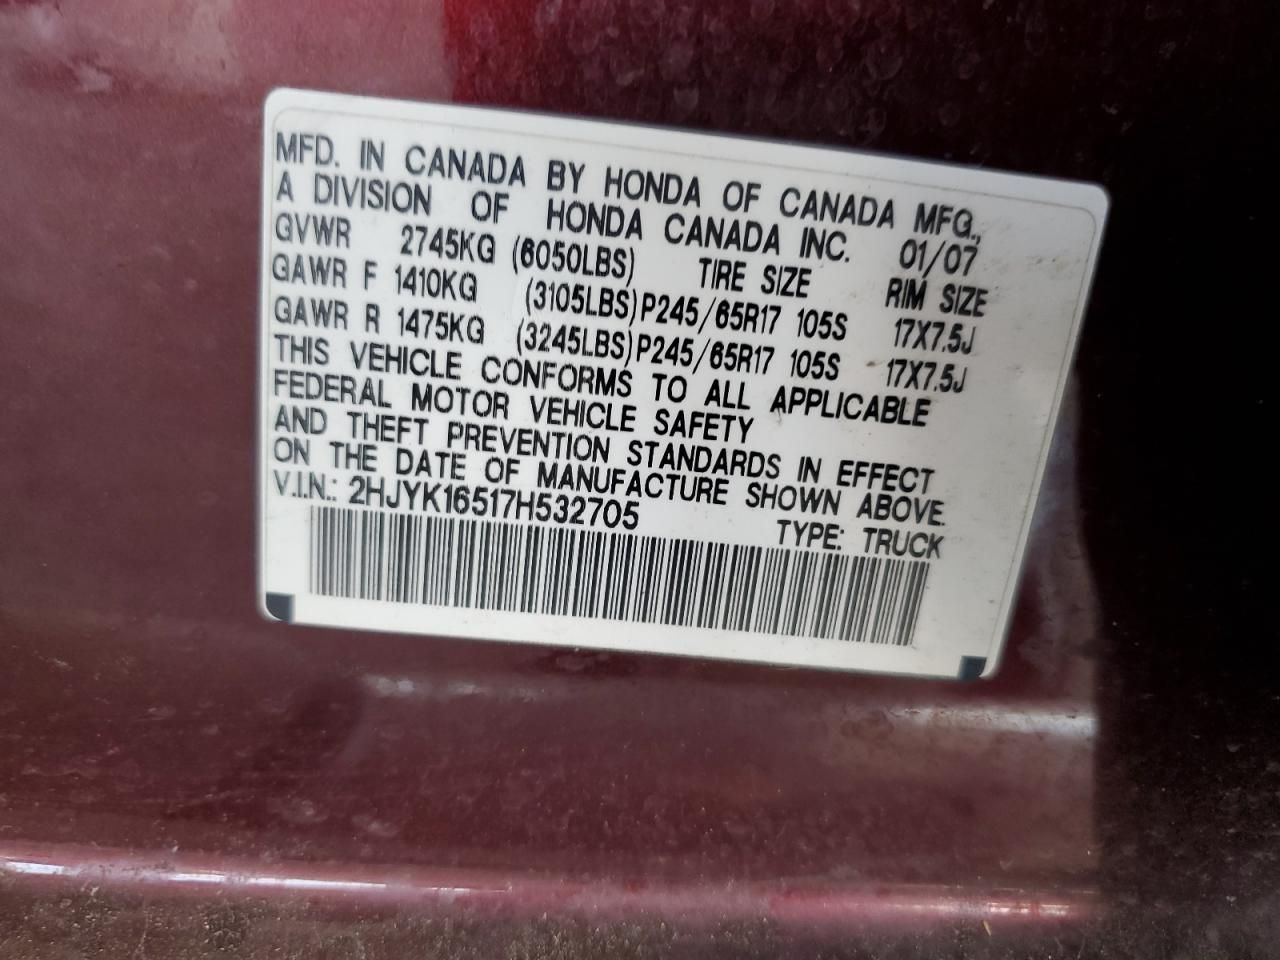 MFD. IN CANADA BY HONDA OF CANADA MFG.,
A DIVISION OF HONDA CANADA INC. 01/07
GVWR 2745KG (6050LBS) TIRE SIZE RIM SIZE
GAWR F 1410KG (3105LBS) P245/65R17 105S 17X7.5J
GAWR R 1475KG (3245LBS) P245/65R17 105S 17X7.5J
THIS VEHICLE CONFORMS TO ALL APPLICABLE
FEDERAL MOTOR VEHICLE SAFETY
AND THEFT PREVENTION STANDARDS IN EFFECT
ON THE DATE OF MANUFACTURE SHOWN ABOVE.
V.I.N.: 2HJYK16517H532705 TYPE: TRUCK